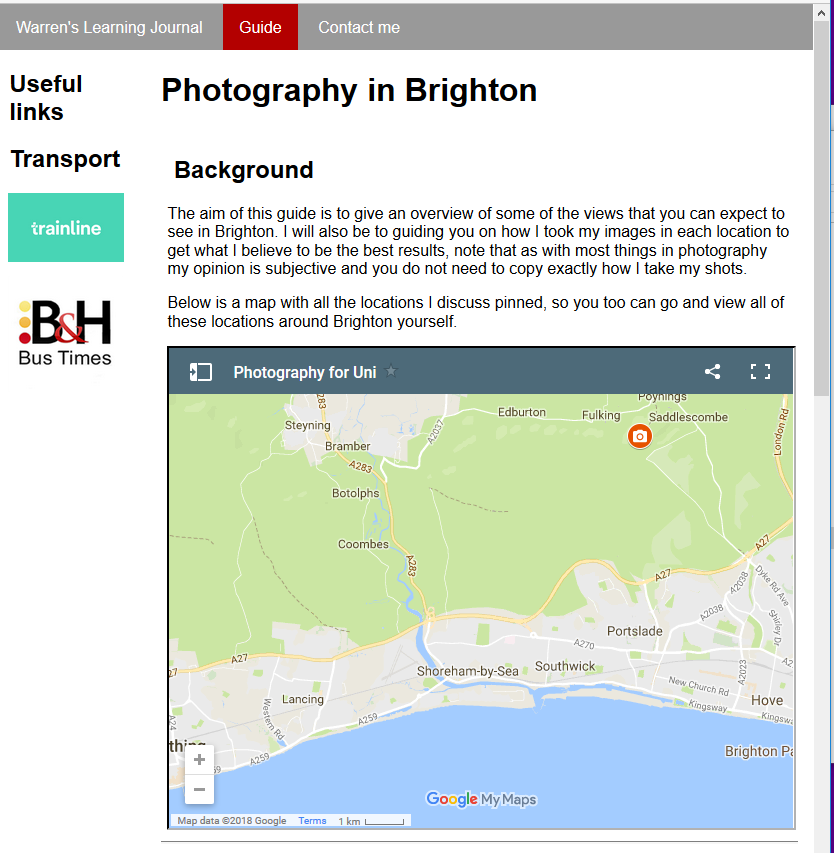 Warren's Learning Journal Guide Contact me
Useful
links
Transport
trainline
B&H
Bus Times
Photography in Brighton
Background
The aim of this guide is to give an overview of some of the views that you can expect to
see in Brighton. I will also be to guiding you on how I took my images in each location to
get what I believe to be the best results, note that as with most things in photography
my opinion is subjective and you do not need to copy exactly how I take my shots.
Below is a map with all the locations I discuss pinned, so you too can go and view all of
these locations around Brighton yourself.
Photography for Uni
283
Edburton
Poynings
Fulking
Saddlescombe
London Rd
Steyning
A2037
Bramber
A283
Botolphs
Coombes
A283
A27
A27
A2038
Dyke Rd Ave
A2038
Shirley Dr
Portslade
A270
A27
Shoreham-by-Sea
Southwick
A2023
New Church Rd
Hove
Lancing
Kingsway
Kingsway
Western Rd
A259
A24
thing
A259
59
Brighton Pa
+
−
Google My Maps
Map data ©2018 Google Terms 1 km